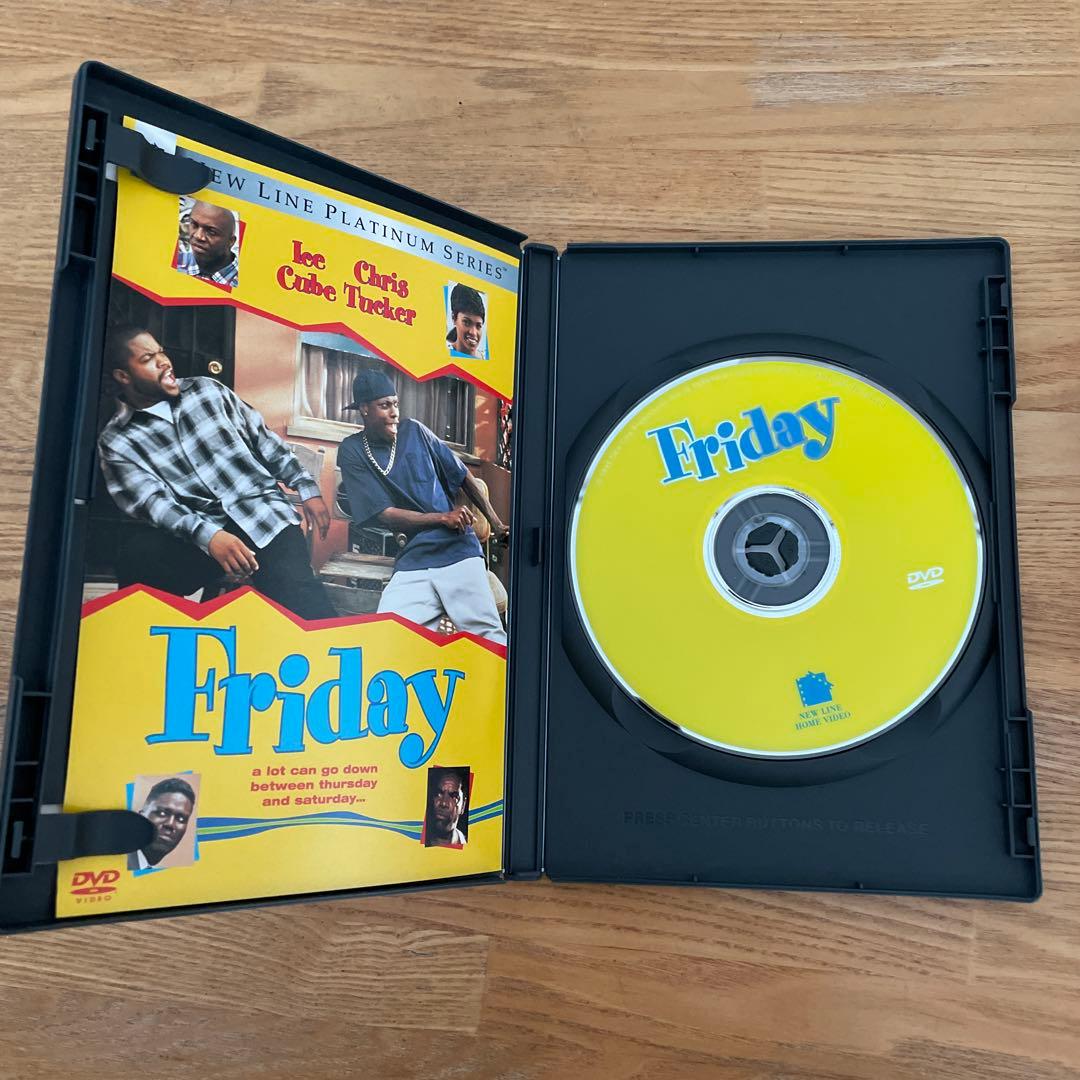 NEW LINE PLATINUM SERIES™
Ice Chris
Cube Tucker
Friday
a lot can go down
between thursday
and saturday...
DVD
VIDEO
Friday
DVD
NEW LINE
HOME VIDEO
PRESS CENTER BUTTONS TO RELEASE